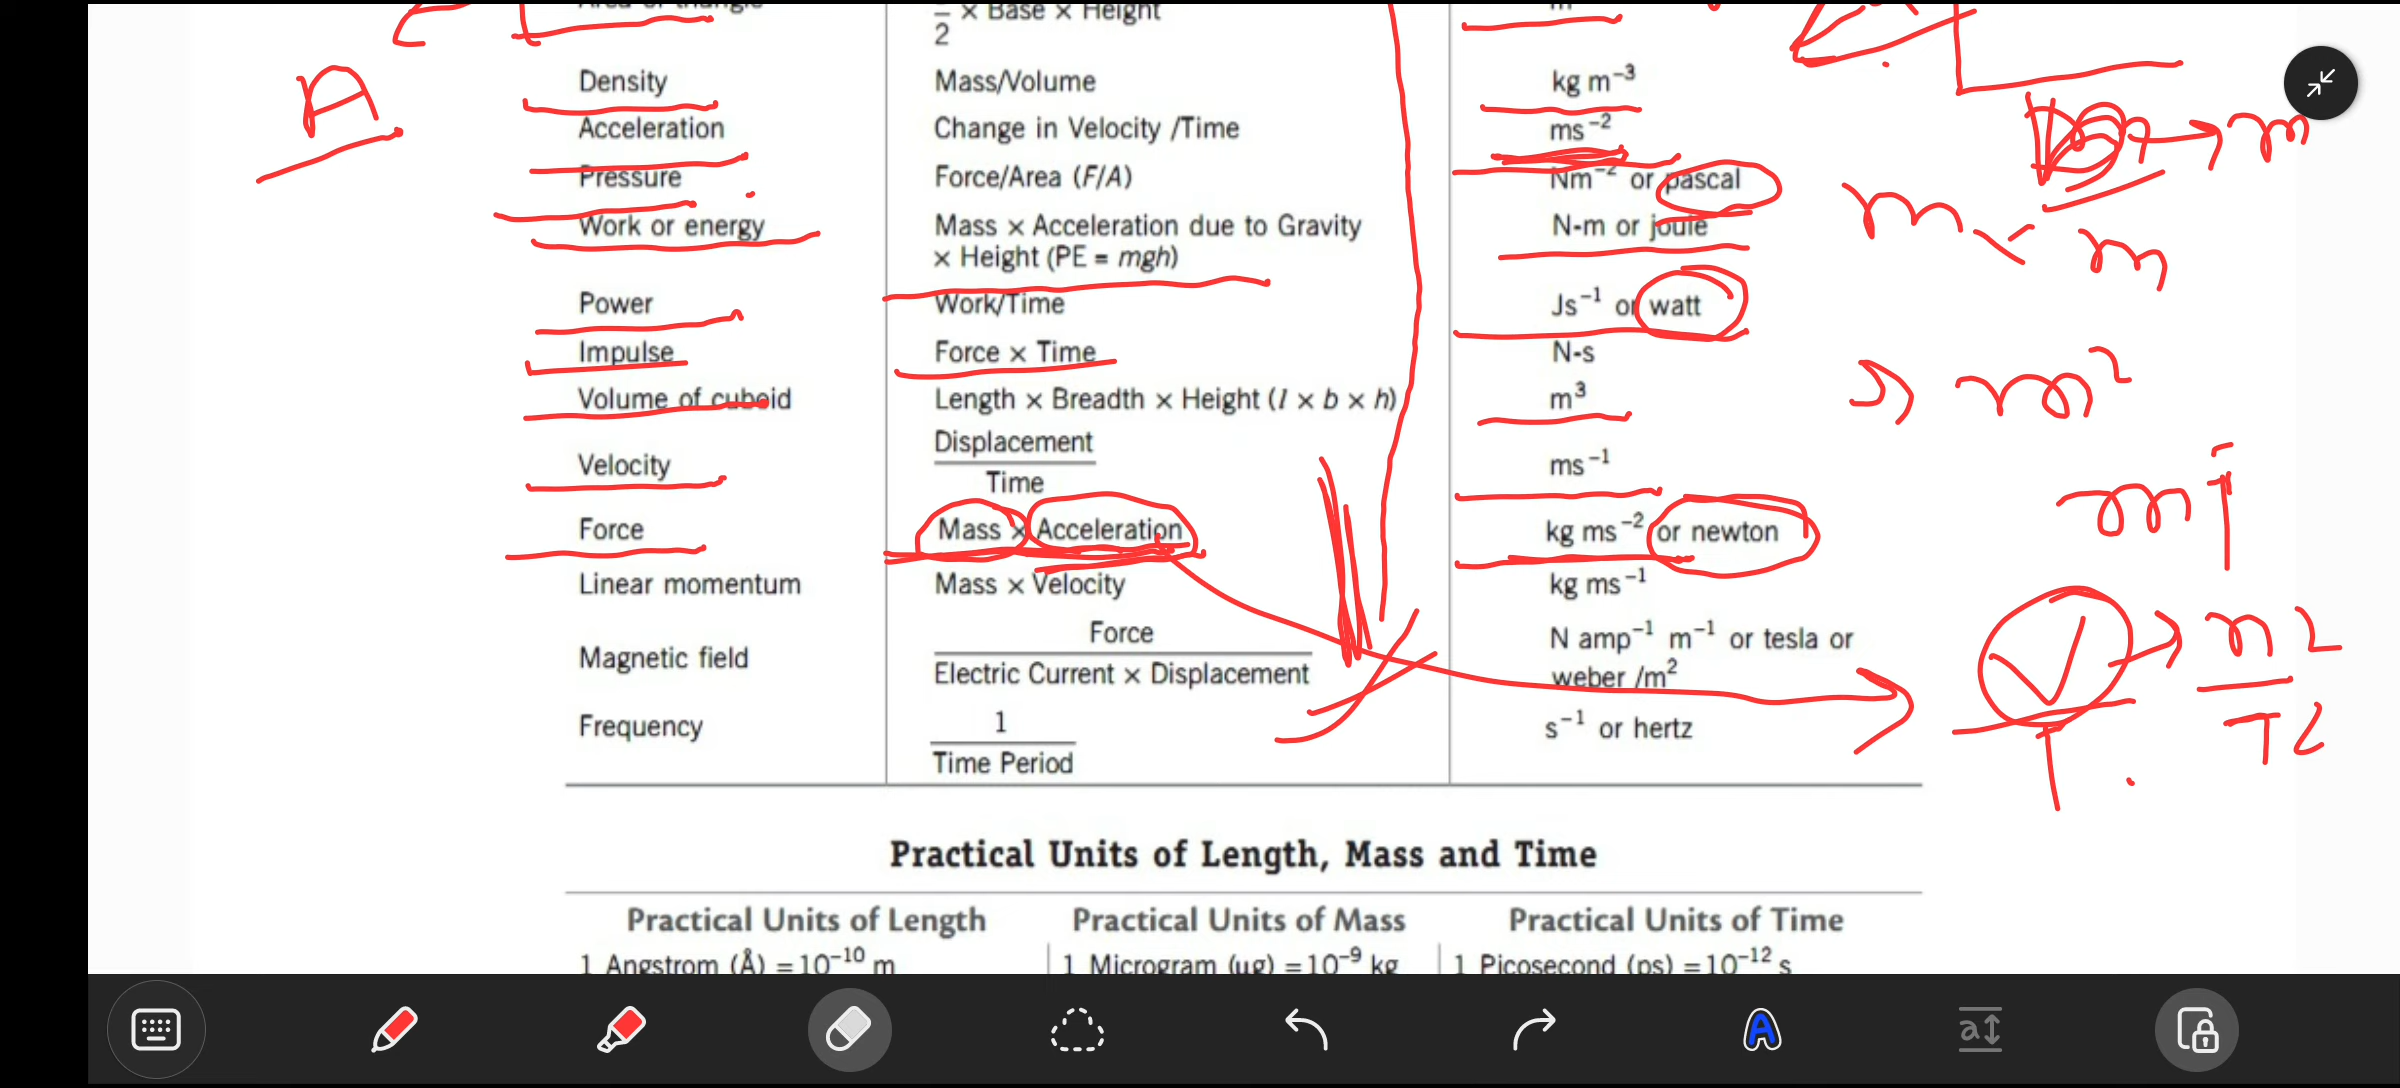 × Base × Height
2
A
Density Mass/Volume kg m⁻³
Acceleration Change in Velocity /Time ms⁻²
→ m
Pressure Force/Area (F/A) Nm⁻² or pascal
Work or energy Mass × Acceleration due to Gravity N-m or joule
m × m
× Height (PE = mgh)
Power Work/Time Js⁻¹ or watt
Impulse Force × Time N-s
Volume of cuboid Length × Breadth × Height (l × b × h) m³
m²
Displacement
Velocity ms⁻¹
Time
Force Mass × Acceleration kg ms⁻² or newton
Linear momentum Mass × Velocity kg ms⁻¹
Force
Magnetic field N amp⁻¹ m⁻¹ or tesla or
Electric Current × Displacement weber /m²
1
Frequency s⁻¹ or hertz
Time Period
Practical Units of Length, Mass and Time
Practical Units of Length Practical Units of Mass Practical Units of Time
1 Angstrom (Å) = 10⁻¹⁰ m 1 Microgram (μg) = 10⁻⁹ kg 1 Picosecond (ps) = 10⁻¹² s
A a